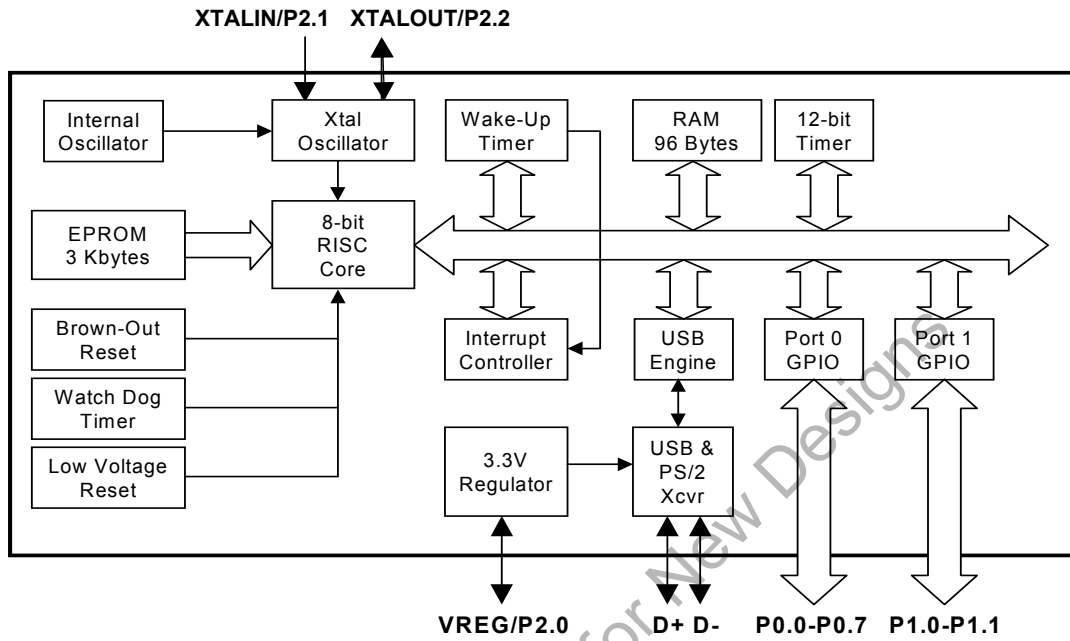 XTALIN/P2.1 XTALOUT/P2.2
Internal
Oscillator
Xtal
Oscillator
Wake-Up
Timer
RAM
96 Bytes
12-bit
Timer
EPROM
3 Kbytes
8-bit
RISC
Core
Brown-Out
Reset
Watch Dog
Timer
Low Voltage
Reset
Interrupt
Controller
USB
Engine
Port 0
GPIO
Port 1
GPIO
3.3V
Regulator
USB &
PS/2
Xcvr
VREG/P2.0 D+ D- P0.0-P0.7 P1.0-P1.1
for New Designs